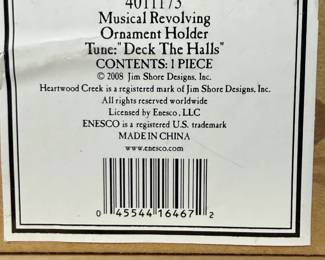 4011173
Musical Revolving
Ornament Holder
Tune:"Deck The Halls"
CONTENTS: 1 PIECE
© 2008 Jim Shore Designs, Inc.
Heartwood Creek is a registered mark of Jim Shore Designs, Inc.
All rights reserved worldwide
Licensed by Enesco, LLC
ENESCO is a registered U.S. trademark
MADE IN CHINA
www.enesco.com
0 45544 16467 2